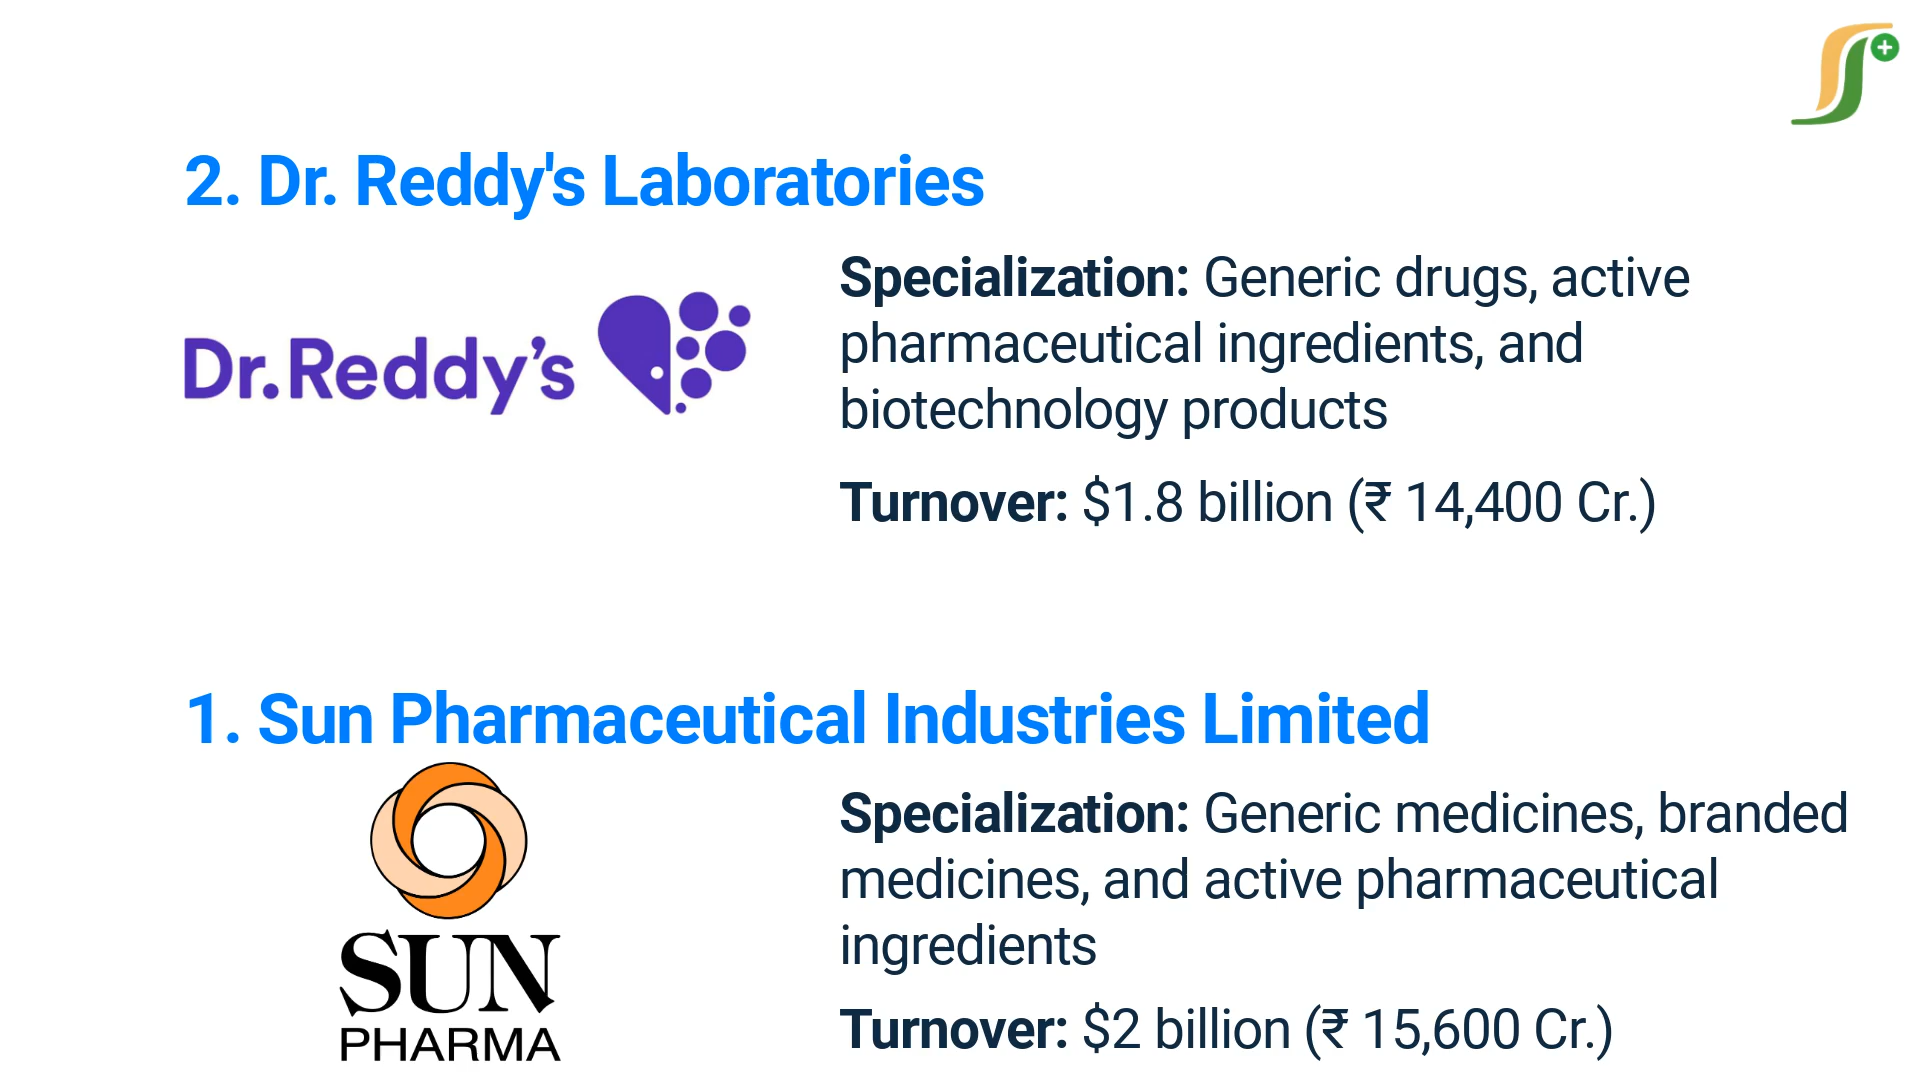 2. Dr. Reddy's Laboratories
Dr.Reddy’s
Specialization: Generic drugs, active
pharmaceutical ingredients, and
biotechnology products
Turnover: $1.8 billion (₹ 14,400 Cr.)
1. Sun Pharmaceutical Industries Limited
SUN
PHARMA
Specialization: Generic medicines, branded
medicines, and active pharmaceutical
ingredients
Turnover: $2 billion (₹ 15,600 Cr.)